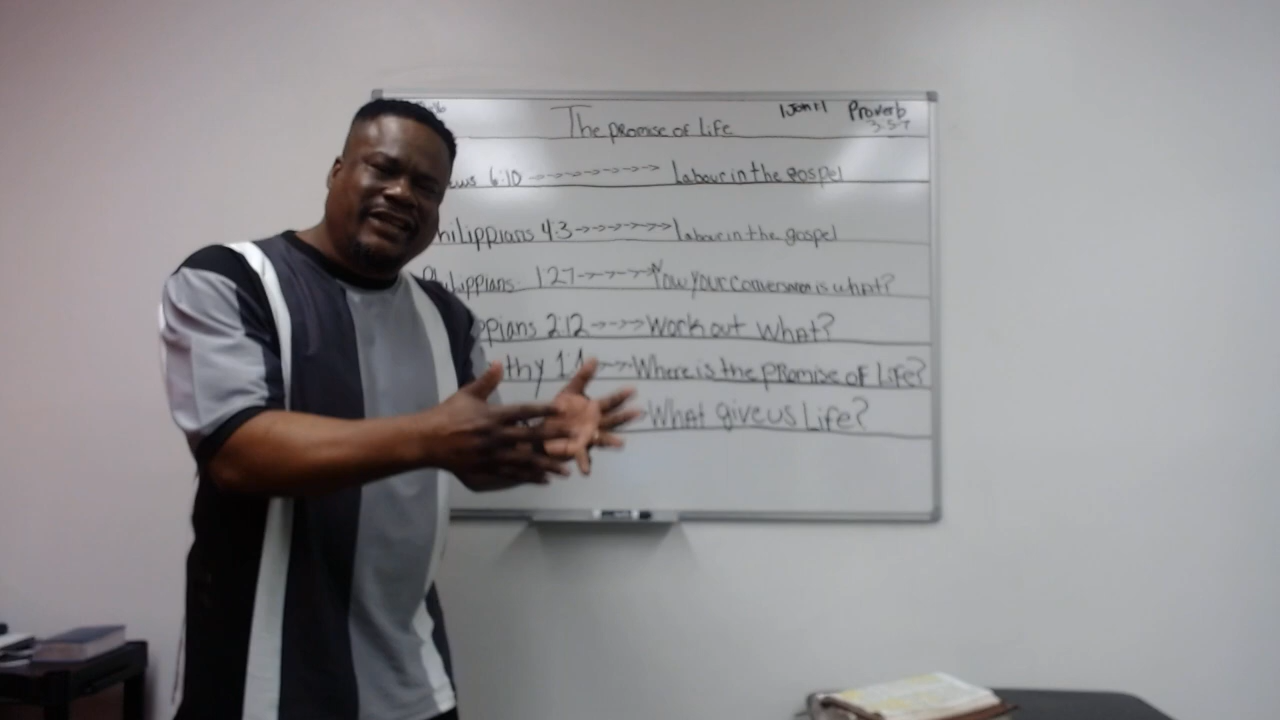 The promise of Life 1 John 1 Proverb
3:5-7
ews 6:10 Labour in the gospel
hilippians 4:3 Labour in the gospel
Philippians 1:27 How your conversation is what?
ppians 2:12 Work out What?
thy 1:1 Where is the promise of Life?
What give us Life?